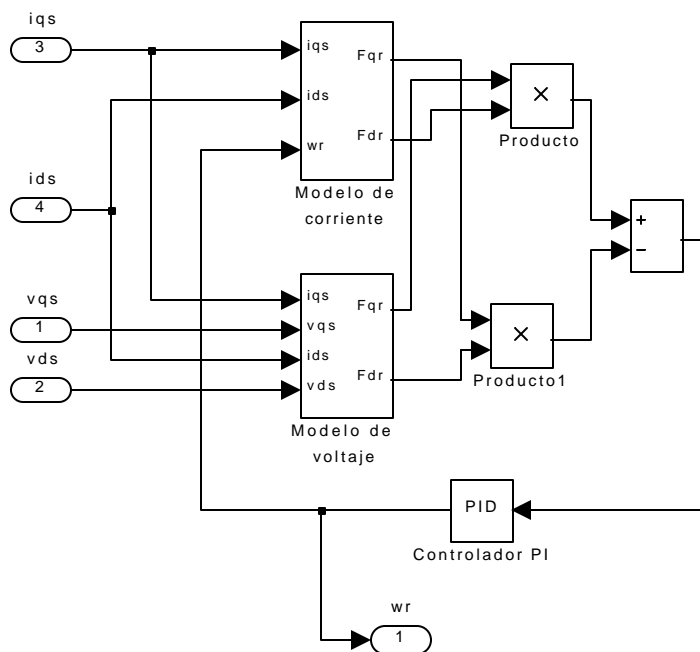 iqs
3
ids
4
vqs
1
vds
2
iqs
ids
wr
Fqr
Fdr
Modelo de
corriente
iqs
vqs
ids
vds
Fqr
Fdr
Modelo de
voltaje
×
Producto
×
Producto1
+
−
PID
Controlador PI
wr
1